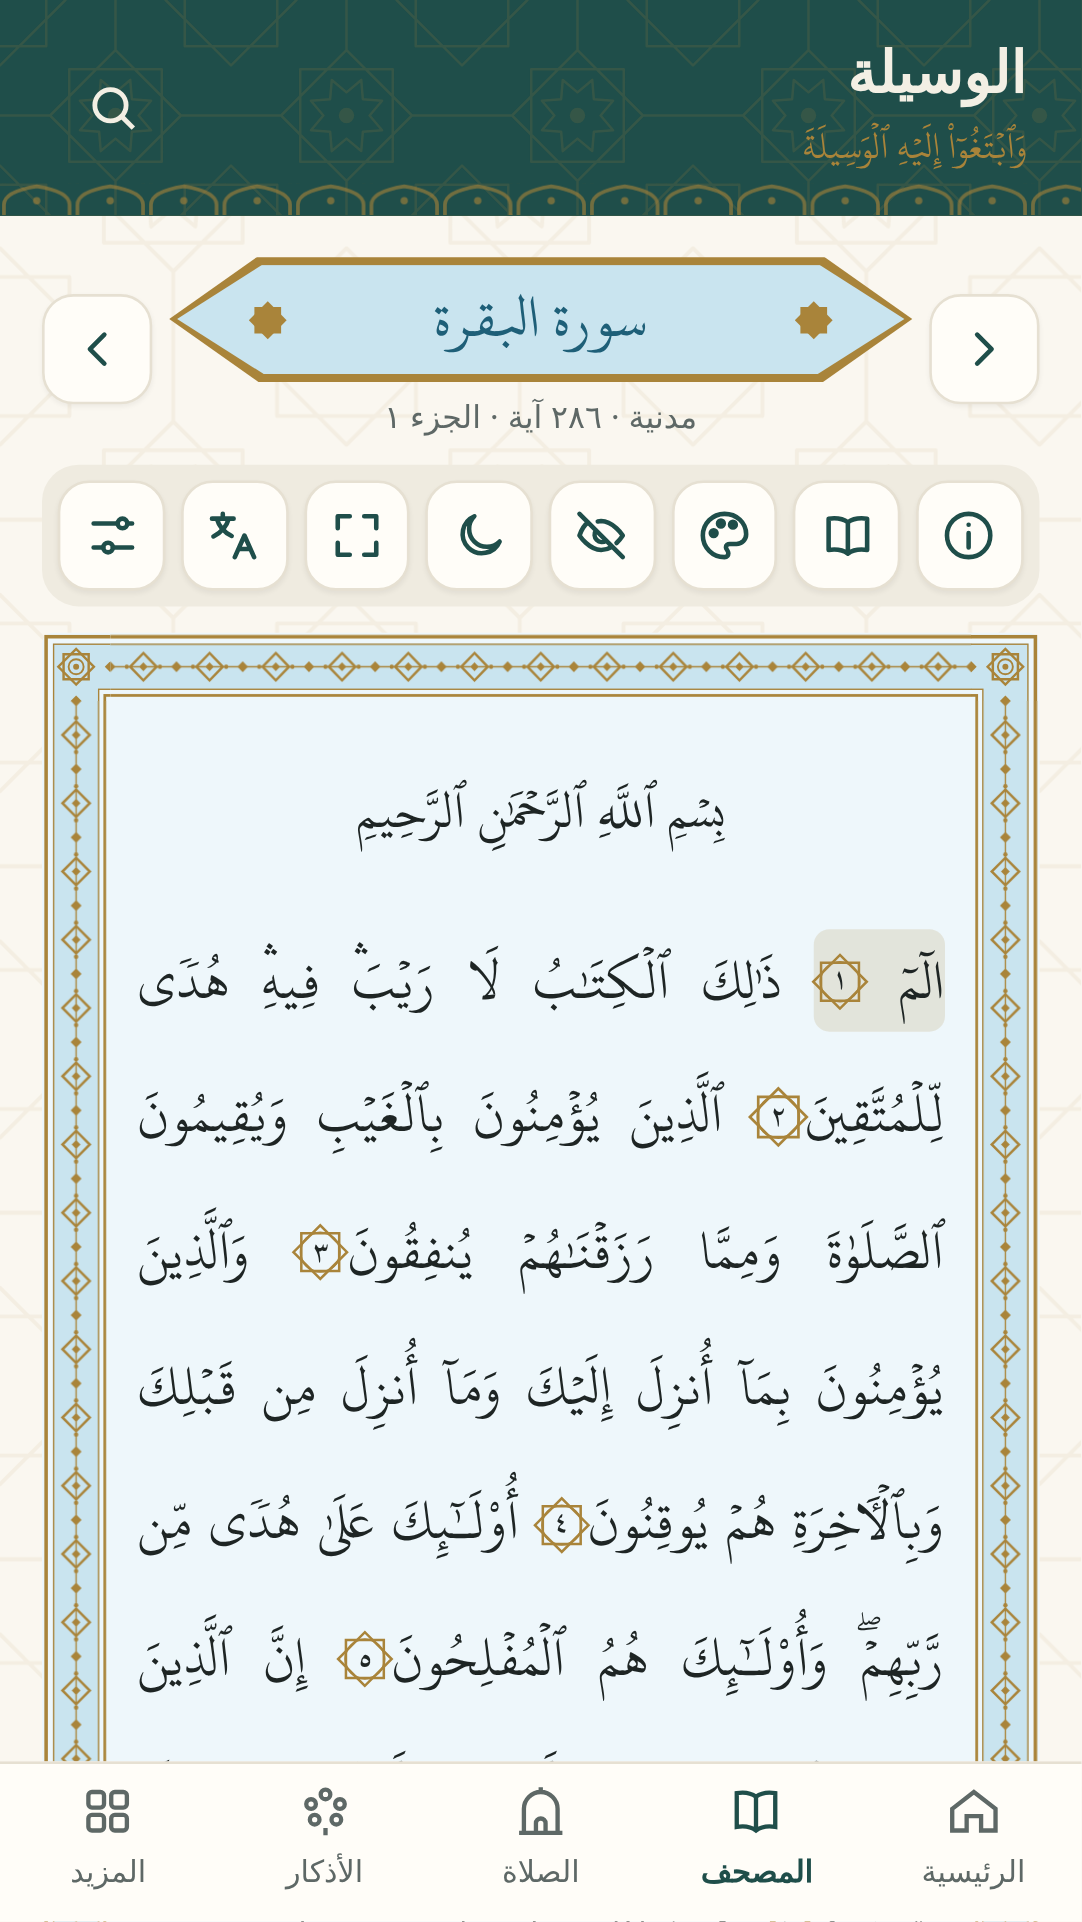 الوسيلة
وَٱبْتَغُوٓا۟ إِلَيْهِ ٱلْوَسِيلَةَ
سورة البقرة
مدنية · ٢٨٦ آية · الجزء ١
بِسْمِ ٱللَّهِ ٱلرَّحْمَٰنِ ٱلرَّحِيمِ
الٓمٓ ١ ذَٰلِكَ ٱلْكِتَٰبُ لَا رَيْبَ ۛ فِيهِ ۛ هُدًى
لِّلْمُتَّقِينَ ٢ ٱلَّذِينَ يُؤْمِنُونَ بِٱلْغَيْبِ وَيُقِيمُونَ
ٱلصَّلَوٰةَ وَمِمَّا رَزَقْنَٰهُمْ يُنفِقُونَ ٣ وَٱلَّذِينَ
يُؤْمِنُونَ بِمَآ أُنزِلَ إِلَيْكَ وَمَآ أُنزِلَ مِن قَبْلِكَ
وَبِٱلْـَٔاخِرَةِ هُمْ يُوقِنُونَ ٤ أُو۟لَٰٓئِكَ عَلَىٰ هُدًى مِّن
رَّبِّهِمْ ۖ وَأُو۟لَٰٓئِكَ هُمُ ٱلْمُفْلِحُونَ ٥ إِنَّ ٱلَّذِينَ
الرئيسية
المصحف
الصلاة
الأذكار
المزيد